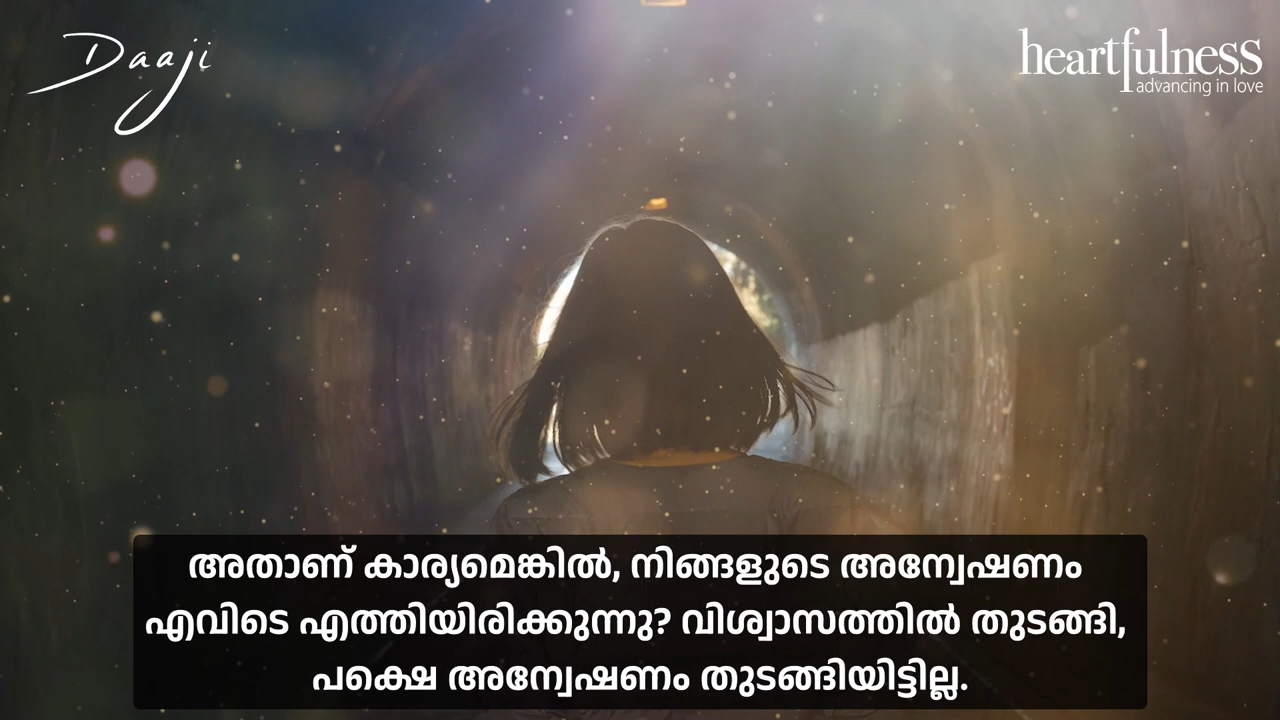 Daaji
heartfulness
advancing in love
അതാണ് കാര്യമെങ്കിൽ, നിങ്ങളുടെ അന്വേഷണം
എവിടെ എത്തിയിരിക്കുന്നു? വിശ്വാസത്തിൽ തുടങ്ങി,
പക്ഷെ അന്വേഷണം തുടങ്ങിയിട്ടില്ല.